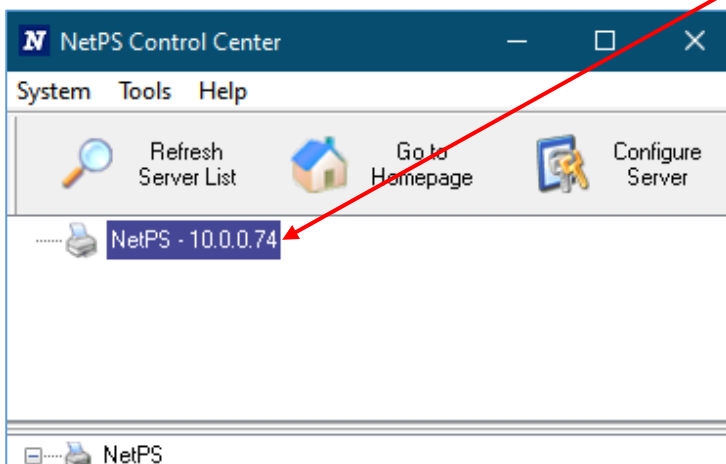 N NetPS Control Center
System Tools Help
Refresh
Server List
Go to
Homepage
Configure
Server
NetPS - 10.0.0.74
NetPS